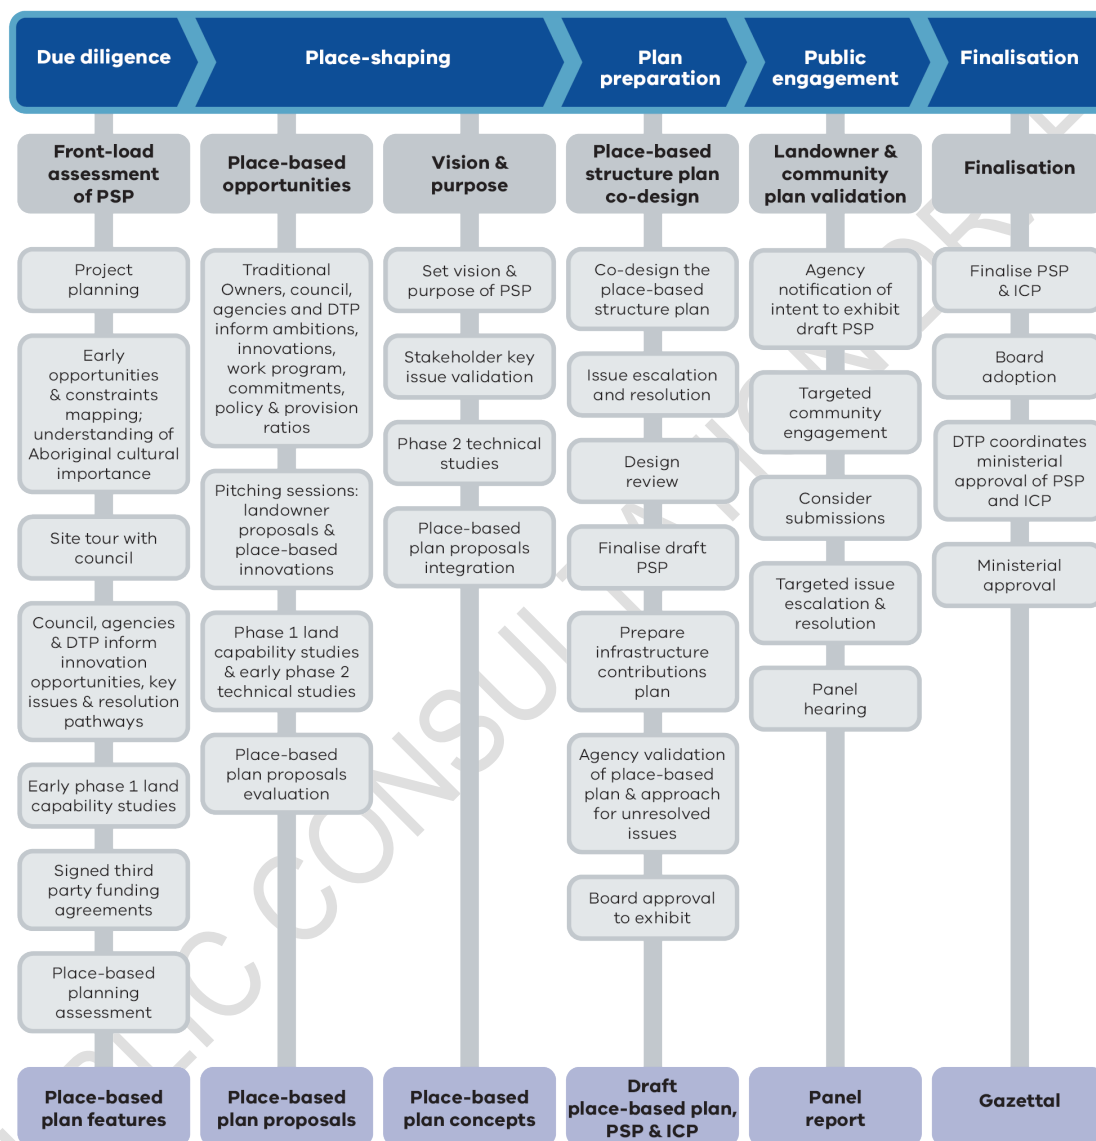 Due diligence
Place-shaping
Plan
preparation
Public
engagement
Finalisation
Front-load
assessment
of PSP
Place-based
opportunities
Vision &
purpose
Place-based
structure plan
co-design
Landowner &
community
plan validation
Finalisation
Project
planning
Early
opportunities
& constraints
mapping;
understanding of
Aboriginal cultural
importance
Site tour with
council
Council, agencies
& DTP inform
innovation
opportunities, key
issues & resolution
pathways
Early phase 1 land
capability studies
Signed third
party funding
agreements
Place-based
planning
assessment
Place-based
plan features
Traditional
Owners, council,
agencies and DTP
inform ambitions,
innovations,
work program,
commitments,
policy & provision
ratios
Pitching sessions:
landowner
proposals &
place-based
innovations
Phase 1 land
capability studies
& early phase 2
technical studies
Place-based
plan proposals
evaluation
Place-based
plan proposals
Set vision &
purpose of PSP
Stakeholder key
issue validation
Phase 2 technical
studies
Place-based
plan proposals
integration
Place-based
plan concepts
Co-design the
place-based
structure plan
Issue escalation
and resolution
Design
review
Finalise draft
PSP
Prepare
infrastructure
contributions
plan
Agency validation
of place-based
plan & approach
for unresolved
issues
Board approval
to exhibit
Draft
place-based plan,
PSP & ICP
Agency
notification of
intent to exhibit
draft PSP
Targeted
community
engagement
Consider
submissions
Targeted issue
escalation &
resolution
Panel
hearing
Panel
report
Finalise PSP
& ICP
Board
adoption
DTP coordinates
ministerial
approval of PSP
and ICP
Ministerial
approval
Gazettal